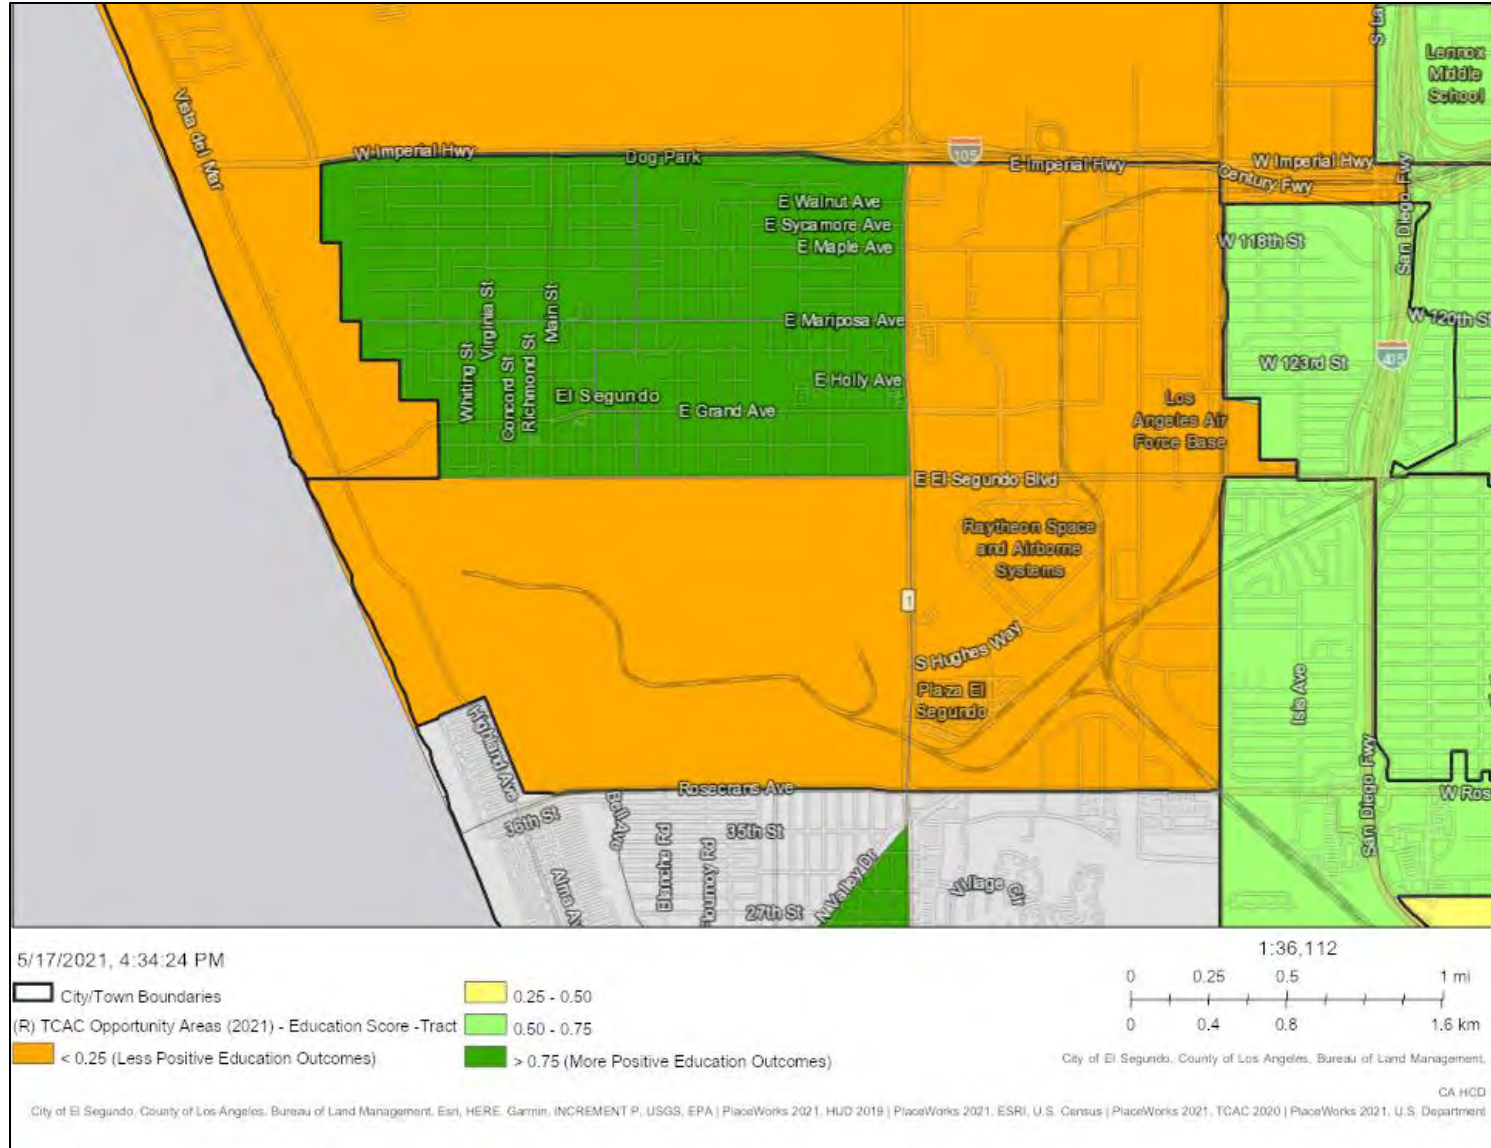 S La
Lennox
Middle
School
Vista del Mar
W Imperial Hwy
Dog Park
105
E Imperial Hwy
W Imperial Hwy
Century Fwy
San Diego Fwy
E Walnut Ave
E Sycamore Ave
E Maple Ave
W 118th St
Virginia St
Main St
E Mariposa Ave
W 120th St
Whiting St
Concord St
Richmond St
E Holly Ave
W 123rd St
405
El Segundo
E Grand Ave
Los
Angeles Air
Force Base
E El Segundo Blvd
Raytheon Space
and Airborne
Systems
1
S Hughes Way
Plaza El
Segundo
Isis Ave
Highland Ave
San Diego Fwy
Rosecrans Ave
W Ros
36th St
Bell Ave
Blanche Rd
Flournoy Rd
35th St
N Valley Dr
Village Cir
Alma Av
27th St
5/17/2021, 4:34:24 PM
City/Town Boundaries
(R) TCAC Opportunity Areas (2021) - Education Score -Tract
< 0.25 (Less Positive Education Outcomes)
0.25 - 0.50
0.50 - 0.75
> 0.75 (More Positive Education Outcomes)
1:36,112
0 0.25 0.5 1 mi
0 0.4 0.8 1.6 km
City of El Segundo, County of Los Angeles, Bureau of Land Management,
CA HCD
City of El Segundo, County of Los Angeles, Bureau of Land Management, Esri, HERE, Garmin, INCREMENT P, USGS, EPA | PlaceWorks 2021, HUD 2019 | PlaceWorks 2021, ESRI, U.S. Census | PlaceWorks 2021, TCAC 2020 | PlaceWorks 2021, U.S. Department